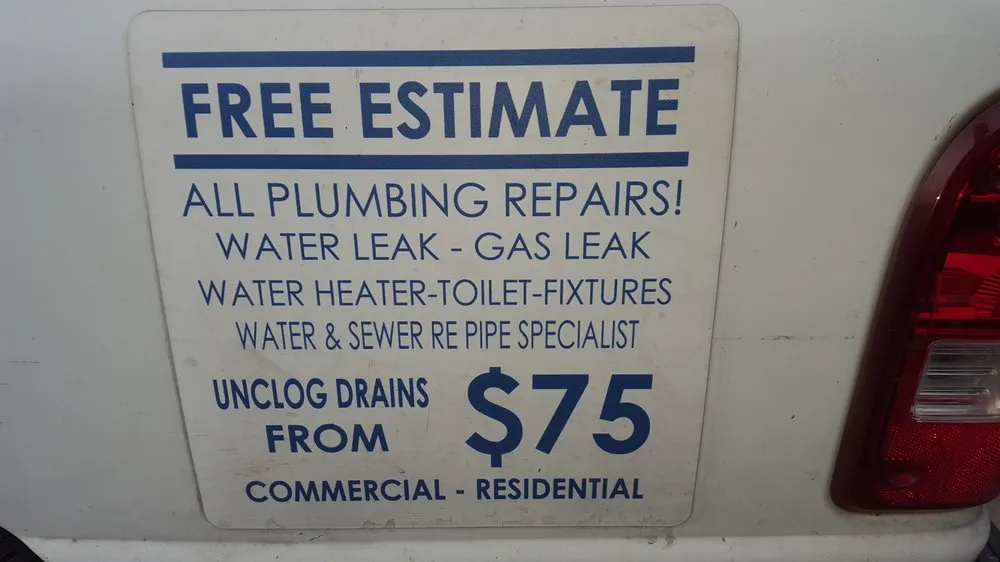 FREE ESTIMATE
ALL PLUMBING REPAIRS!
WATER LEAK - GAS LEAK
WATER HEATER-TOILET-FIXTURES
WATER & SEWER RE PIPE SPECIALIST
UNCLOG DRAINS
FROM $75
COMMERCIAL - RESIDENTIAL